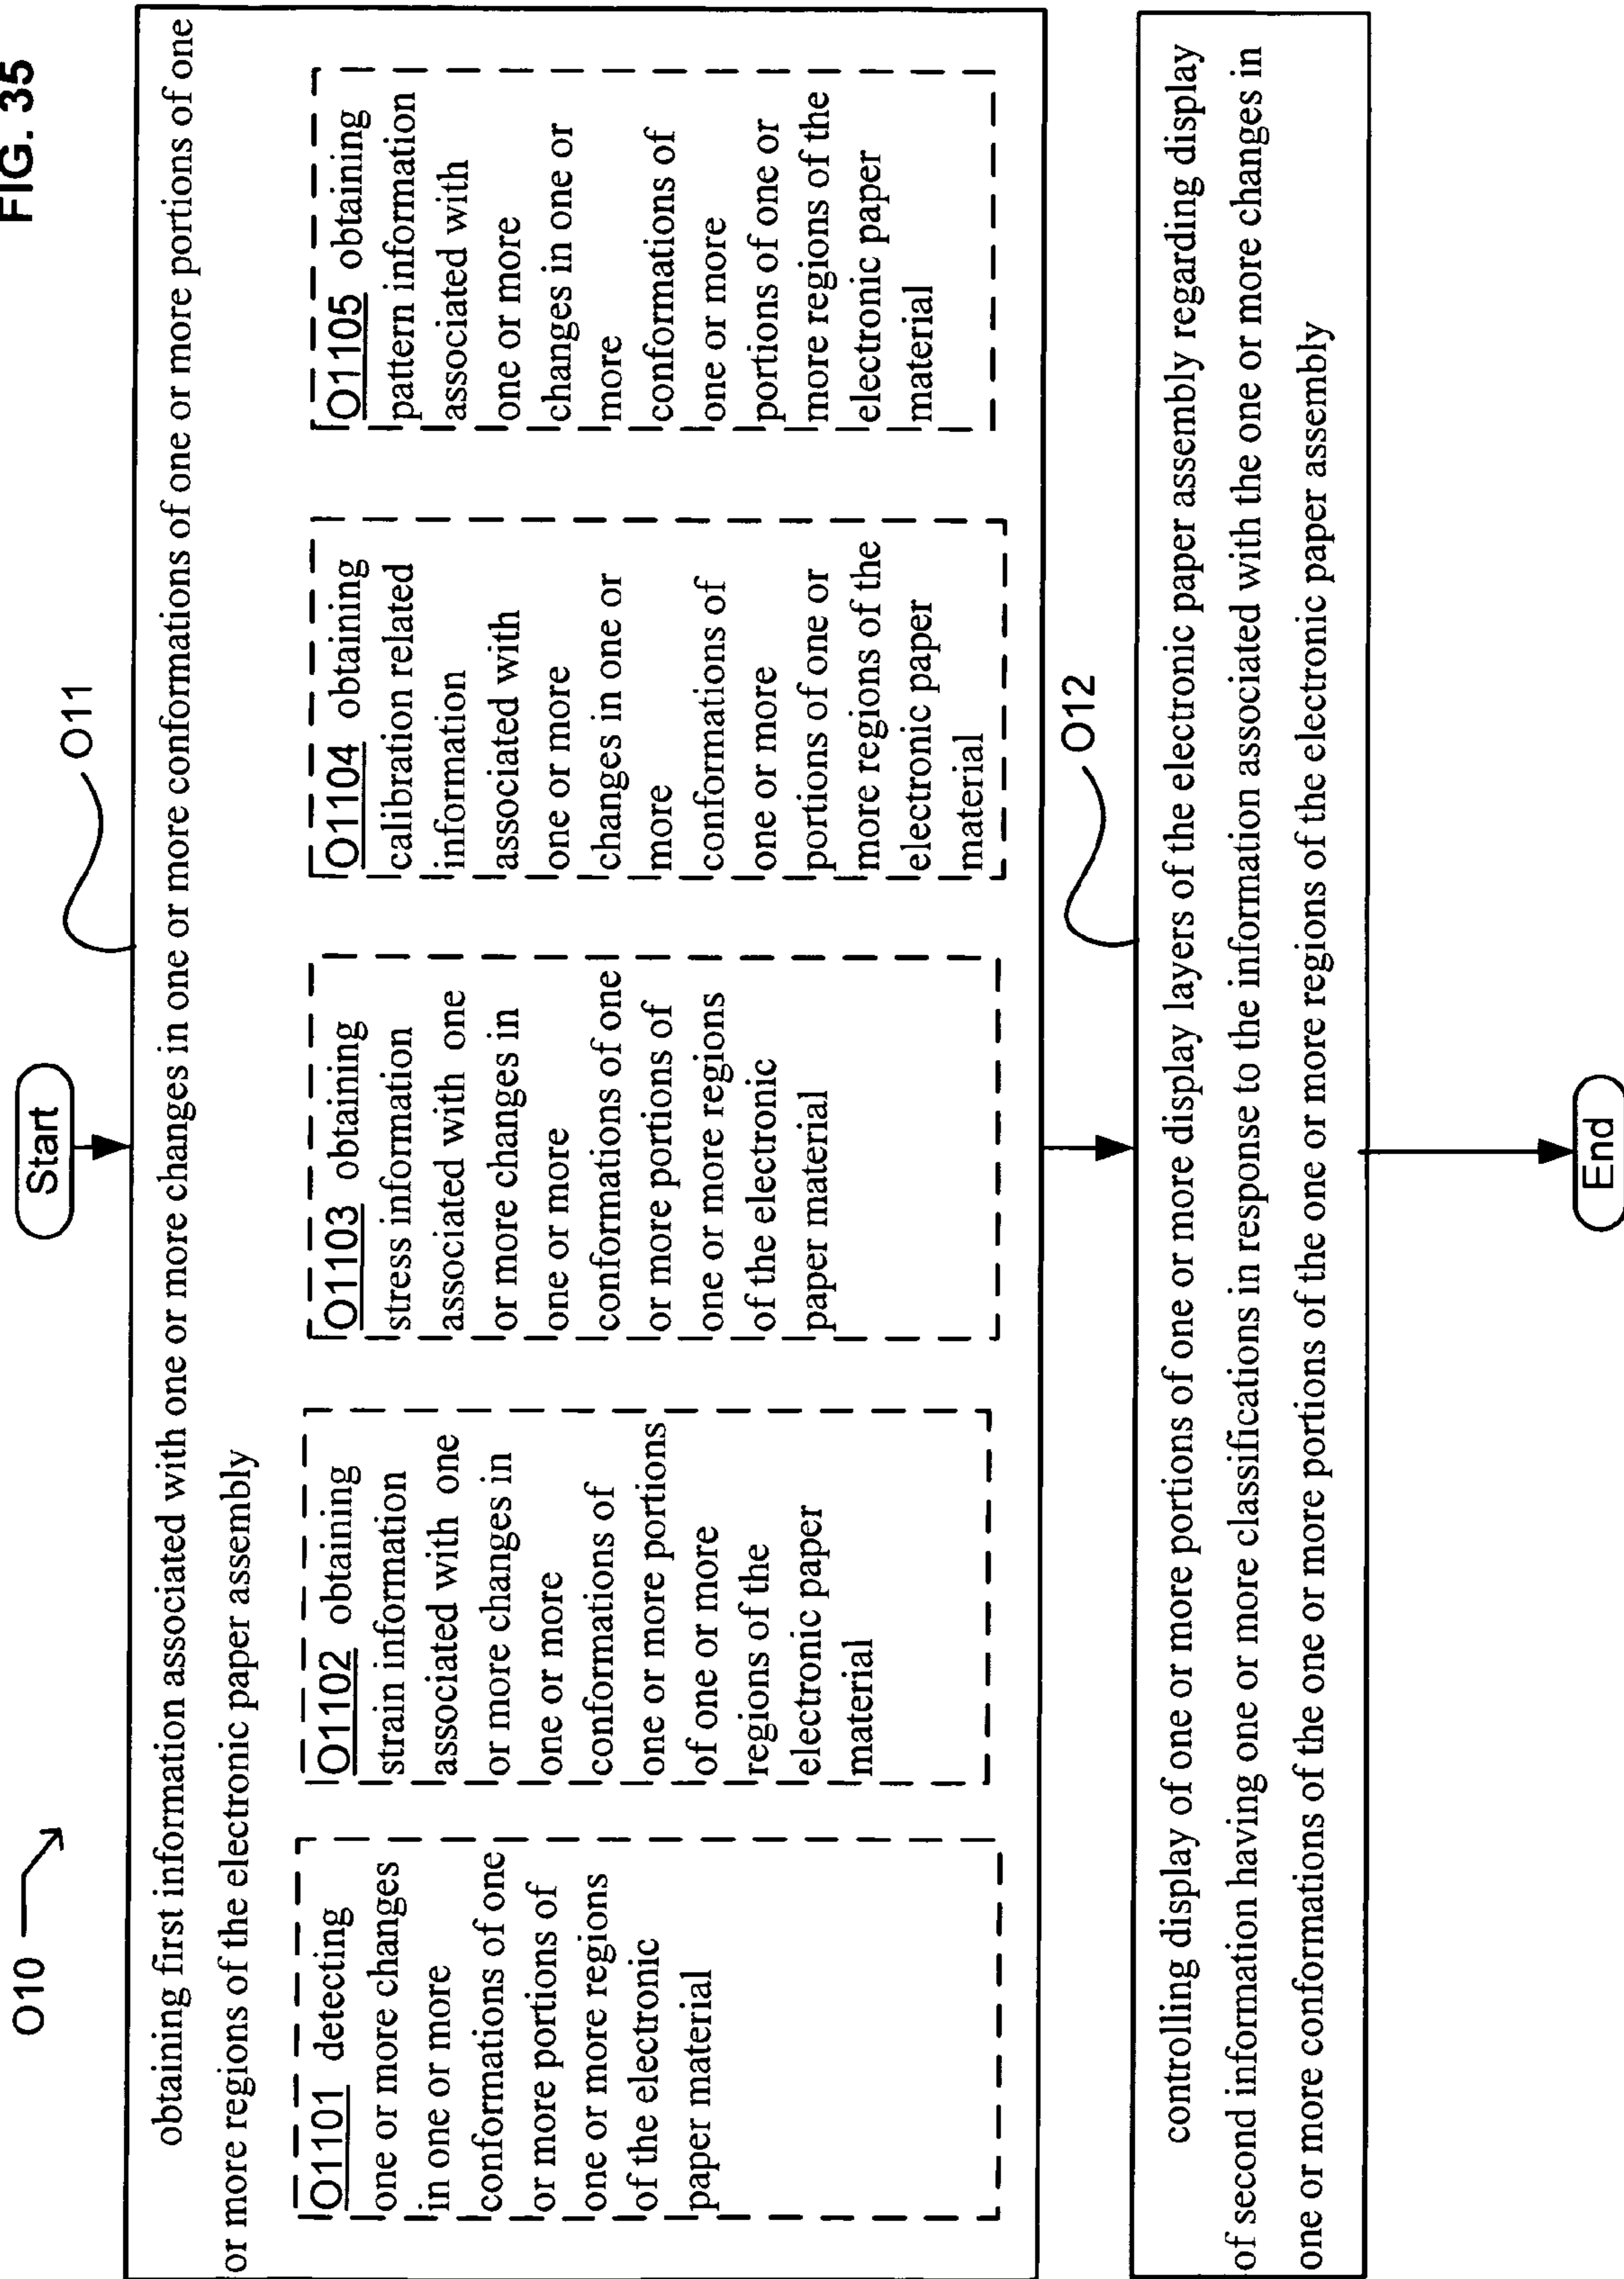 FIG. 35
O10
Start
O11
obtaining first information associated with one or more changes in one or more conformations of one or more portions of one
or more regions of the electronic paper assembly
O1101 detecting
one or more changes
in one or more
conformations of one
or more portions of
one or more regions
of the electronic
paper material
O1102 obtaining
strain information
associated with one
or more changes in
one or more
conformations of
one or more portions
of one or more
regions of the
electronic paper
material
O1103 obtaining
stress information
associated with one
or more changes in
one or more
conformations of one
or more portions of
one or more regions
of the electronic
paper material
O1104 obtaining
calibration related
information
associated with
one or more
changes in one or
more
conformations of
one or more
portions of one or
more regions of the
electronic paper
material
O1105 obtaining
pattern information
associated with
one or more
changes in one or
more
conformations of
one or more
portions of one or
more regions of the
electronic paper
material
O12
controlling display of one or more portions of one or more display layers of the electronic paper assembly regarding display
of second information having one or more classifications in response to the information associated with the one or more changes in
one or more conformations of the one or more portions of the one or more regions of the electronic paper assembly
End